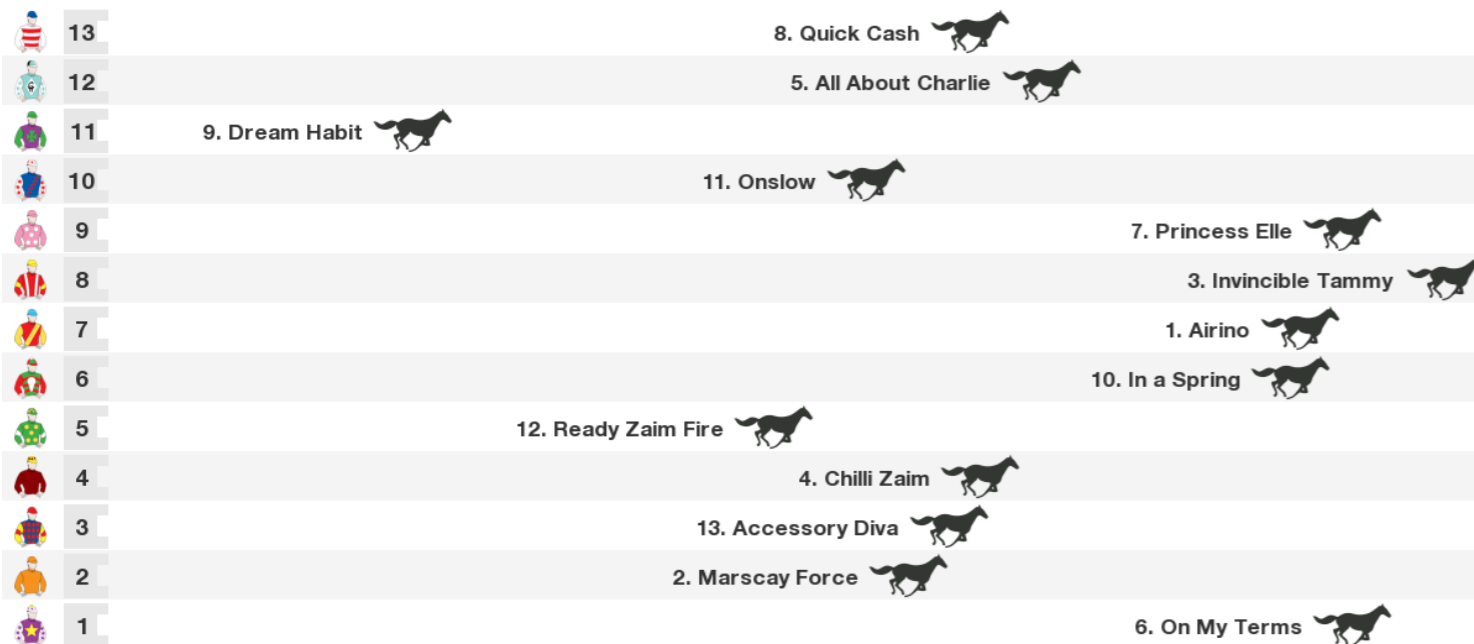 13 8. Quick Cash
12 5. All About Charlie
11 9. Dream Habit
10 11. Onslow
9 7. Princess Elle
8 3. Invincible Tammy
7 1. Airino
6 10. In a Spring
5 12. Ready Zaim Fire
4 4. Chilli Zaim
3 13. Accessory Diva
2 2. Marscay Force
1 6. On My Terms